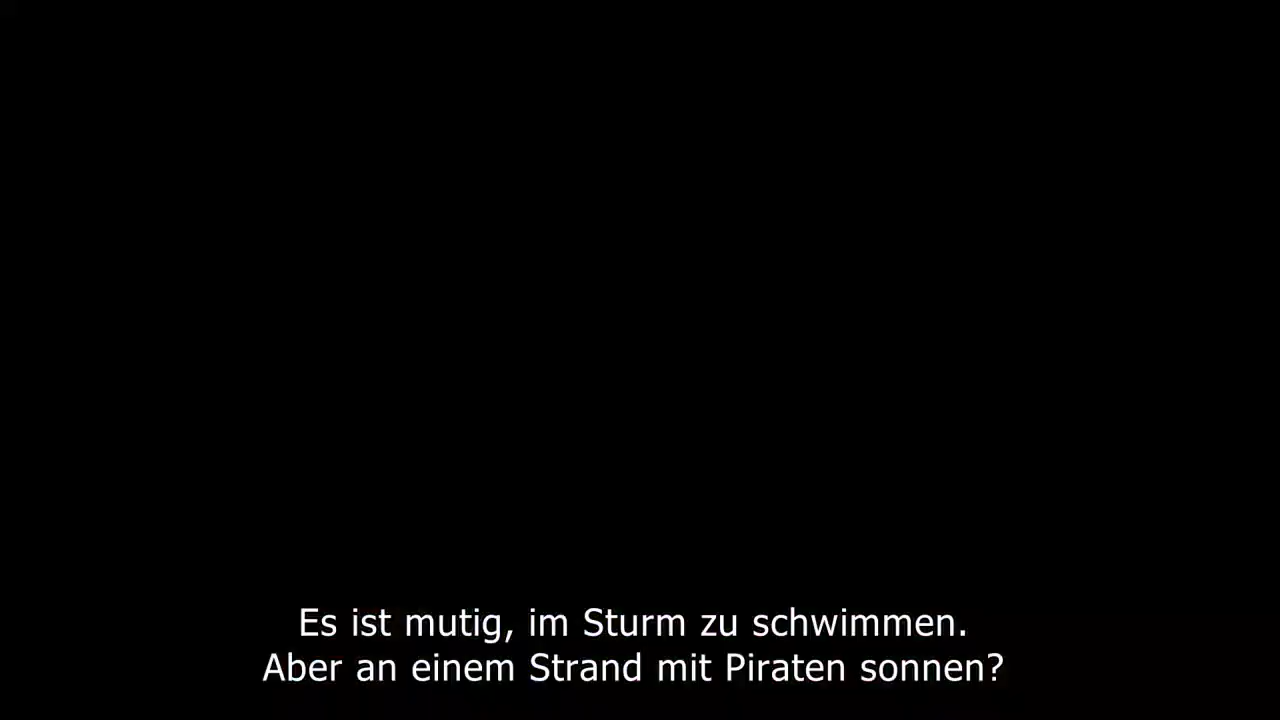 Es ist mutig, im Sturm zu schwimmen.
Aber an einem Strand mit Piraten sonnen?